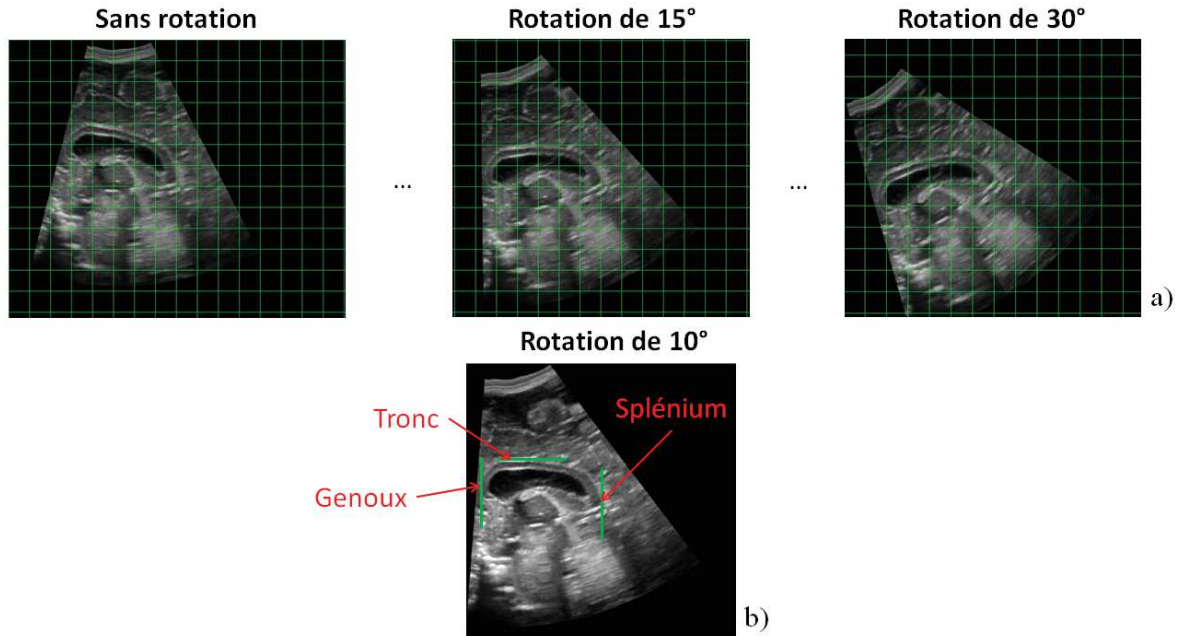 Sans rotation
Rotation de 15°
Rotation de 30°
...
...
a)
Rotation de 10°
Tronc
Splénium
Genoux
b)